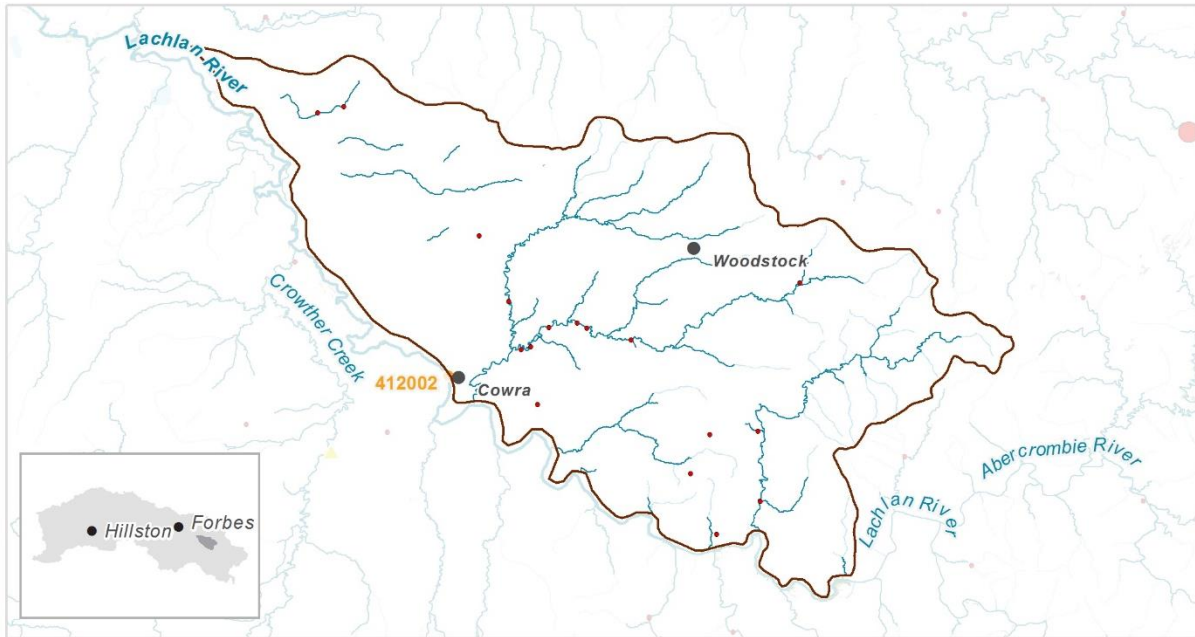 Lachlan River
Woodstock
Crowther Creek
412002
Cowra
Abercrombie River
Lachlan River
Hillston
Forbes